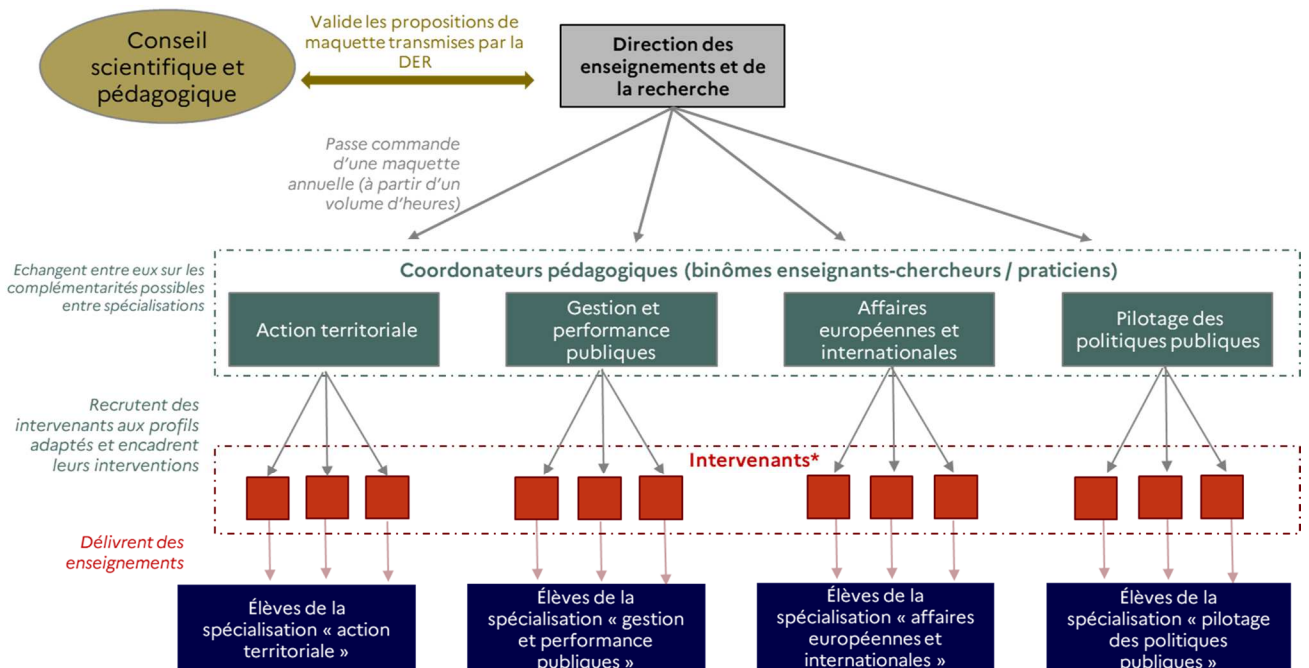 Conseil
scientifique et
pédagogique
Valide les propositions de
maquette transmises par la
DER
Direction des
enseignements et de
la recherche
Passe commande
d'une maquette
annuelle (à partir d'un
volume d'heures)
Echangent entre eux sur les
complémentarités possibles
entre spécialisations
Coordonateurs pédagogiques (binômes enseignants-chercheurs / praticiens)
Action territoriale
Gestion et
performance
publiques
Affaires
européennes et
internationales
Pilotage des
politiques publiques
Recrutent des
intervenants aux profils
adaptés et encadrent
leurs interventions
Intervenants*
Délivrent des
enseignements
Élèves de la
spécialisation « action
territoriale »
Élèves de la
spécialisation « gestion
et performance
publiques »
Élèves de la
spécialisation « affaires
européennes et
internationales »
Élèves de la
spécialisation « pilotage
des politiques
publiques »